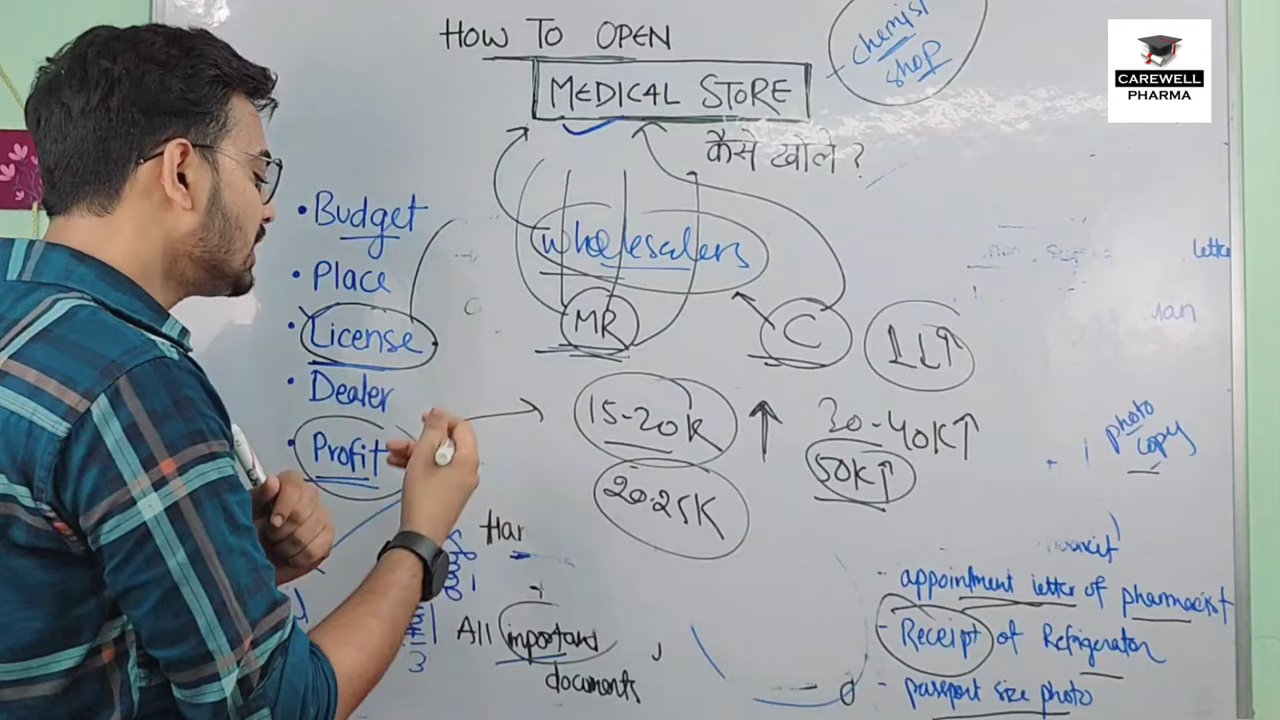 HOW TO OPEN
MEDICAL STORE
chemist
shop
CAREWELL
PHARMA
कैसे खोले ?
• Budget
• Place
• License
• Dealer
• Profit
wholesalers
MR
C
letter
15-20K
20-25K
30-40K↑
50K↑
photo
copy
Har
All important
documents
3
- appointment letter of pharmacist
- Receipt of Refrigerator
- passport size photo